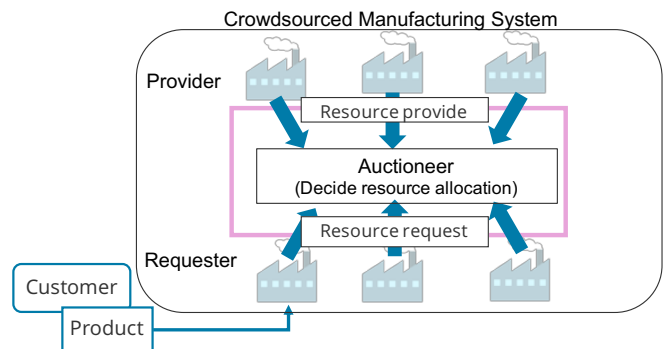 Crowdsourced Manufacturing System
Provider
Resource provide
Auctioneer
(Decide resource allocation)
Resource request
Requester
Customer
Product